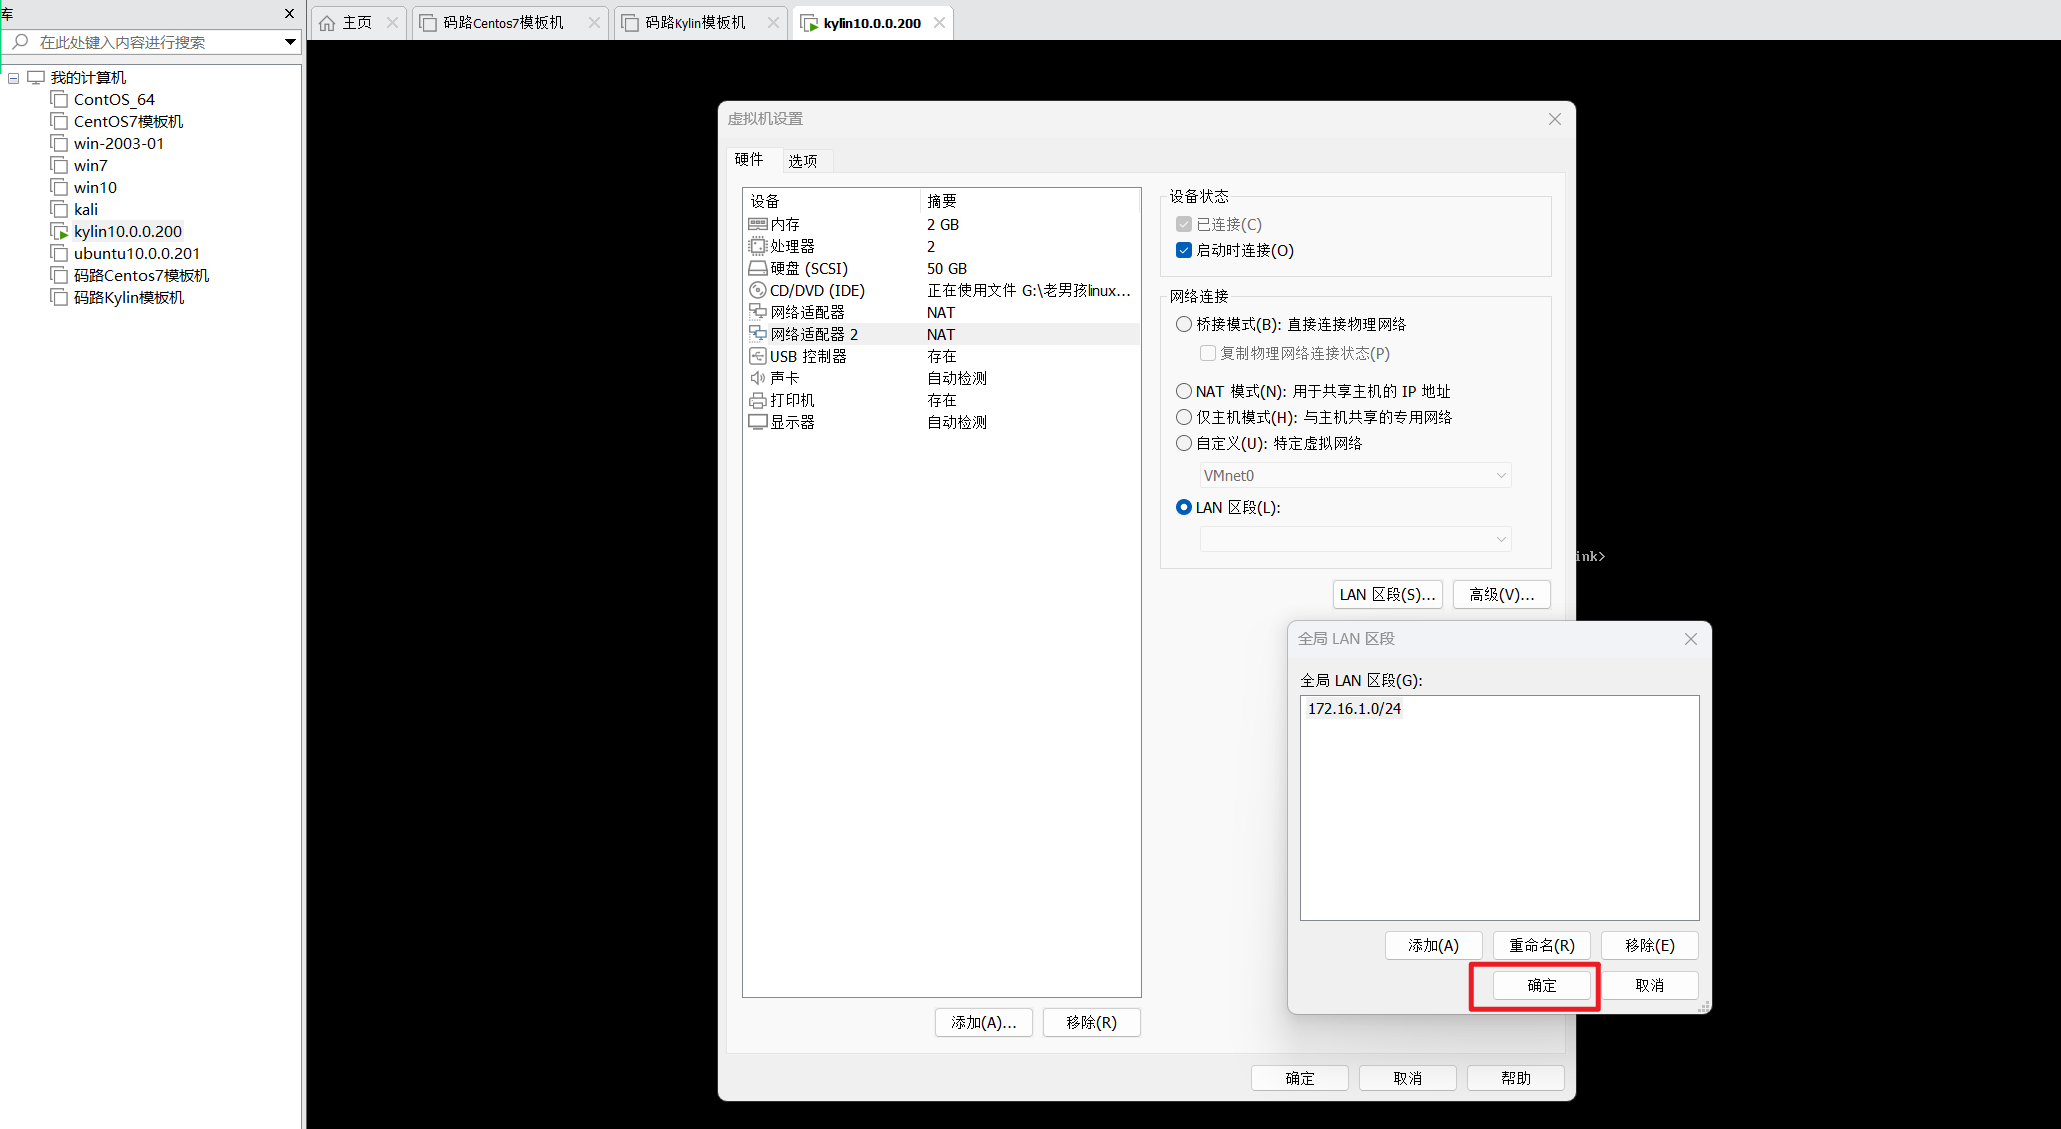 库
在此处键入内容进行搜索
我的计算机
ContOS_64
CentOS7模板机
win-2003-01
win7
win10
kali
kylin10.0.0.200
ubuntu10.0.0.201
码路Centos7模板机
码路Kylin模板机
主页
码路Centos7模板机
码路Kylin模板机
kylin10.0.0.200
虚拟机设置
硬件
选项
设备 摘要
内存 2 GB
处理器 2
硬盘 (SCSI) 50 GB
CD/DVD (IDE) 正在使用文件 G:\老男孩linux...
网络适配器 NAT
网络适配器 2 NAT
USB 控制器 存在
声卡 自动检测
打印机 存在
显示器 自动检测
添加(A)...
移除(R)
设备状态
已连接(C)
启动时连接(O)
网络连接
桥接模式(B): 直接连接物理网络
复制物理网络连接状态(P)
NAT 模式(N): 用于共享主机的 IP 地址
仅主机模式(H): 与主机共享的专用网络
自定义(U): 特定虚拟网络
VMnet0
LAN 区段(L):
LAN 区段(S)...
高级(V)...
ink>
全局 LAN 区段
全局 LAN 区段(G):
172.16.1.0/24
添加(A)
重命名(R)
移除(E)
确定
取消
确定
取消
帮助